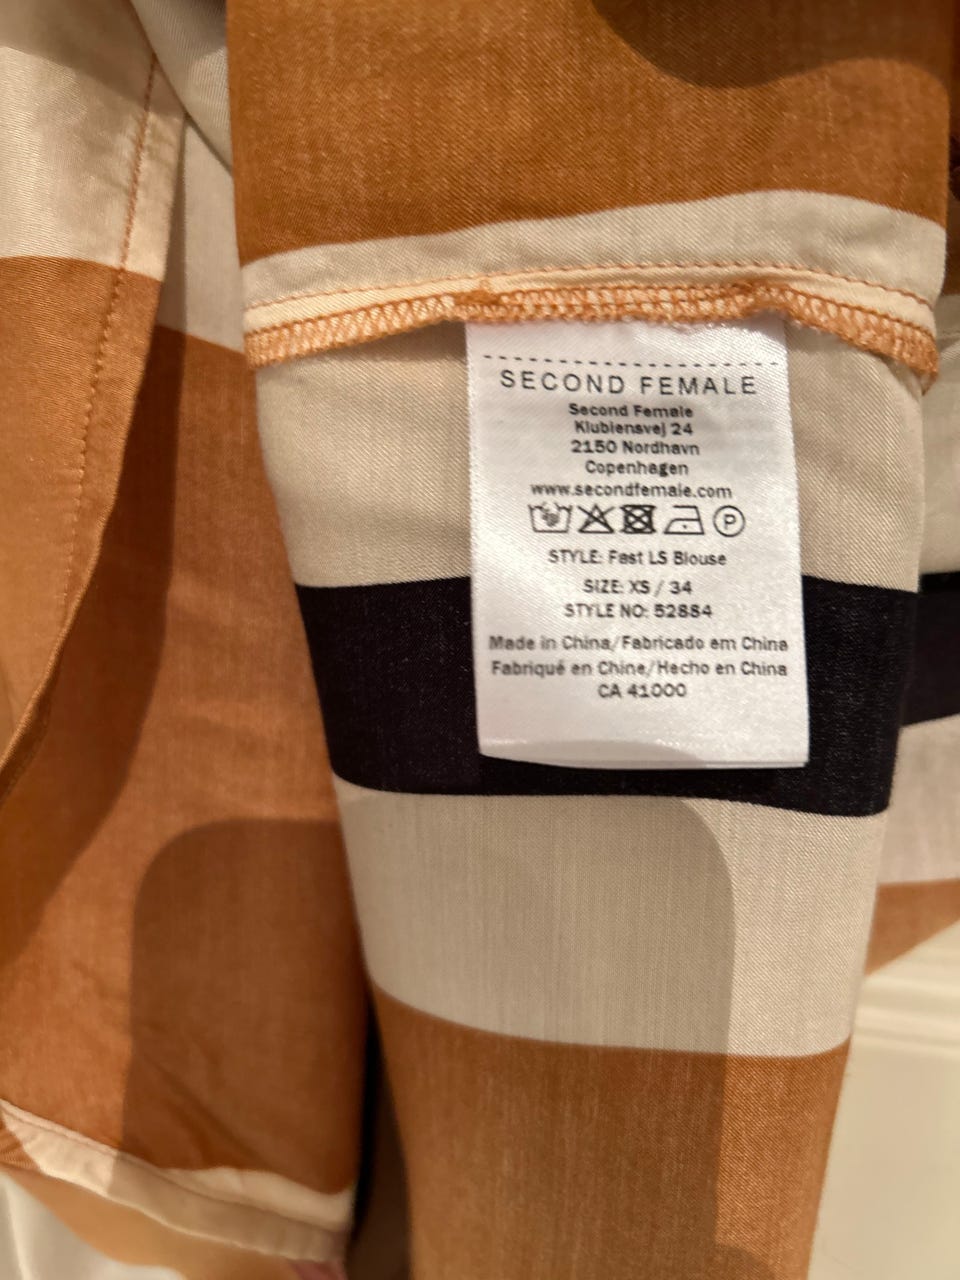 SECOND FEMALE
Second Female
Klubiensvej 24
2150 Nordhavn
Copenhagen
www.secondfemale.com
P
STYLE: Fast LS Blouse
SIZE: XS / 34
STYLE NO: 52884
Made in China/Fabricado em China
Fabriqué en Chine/Hecho en China
CA 41000